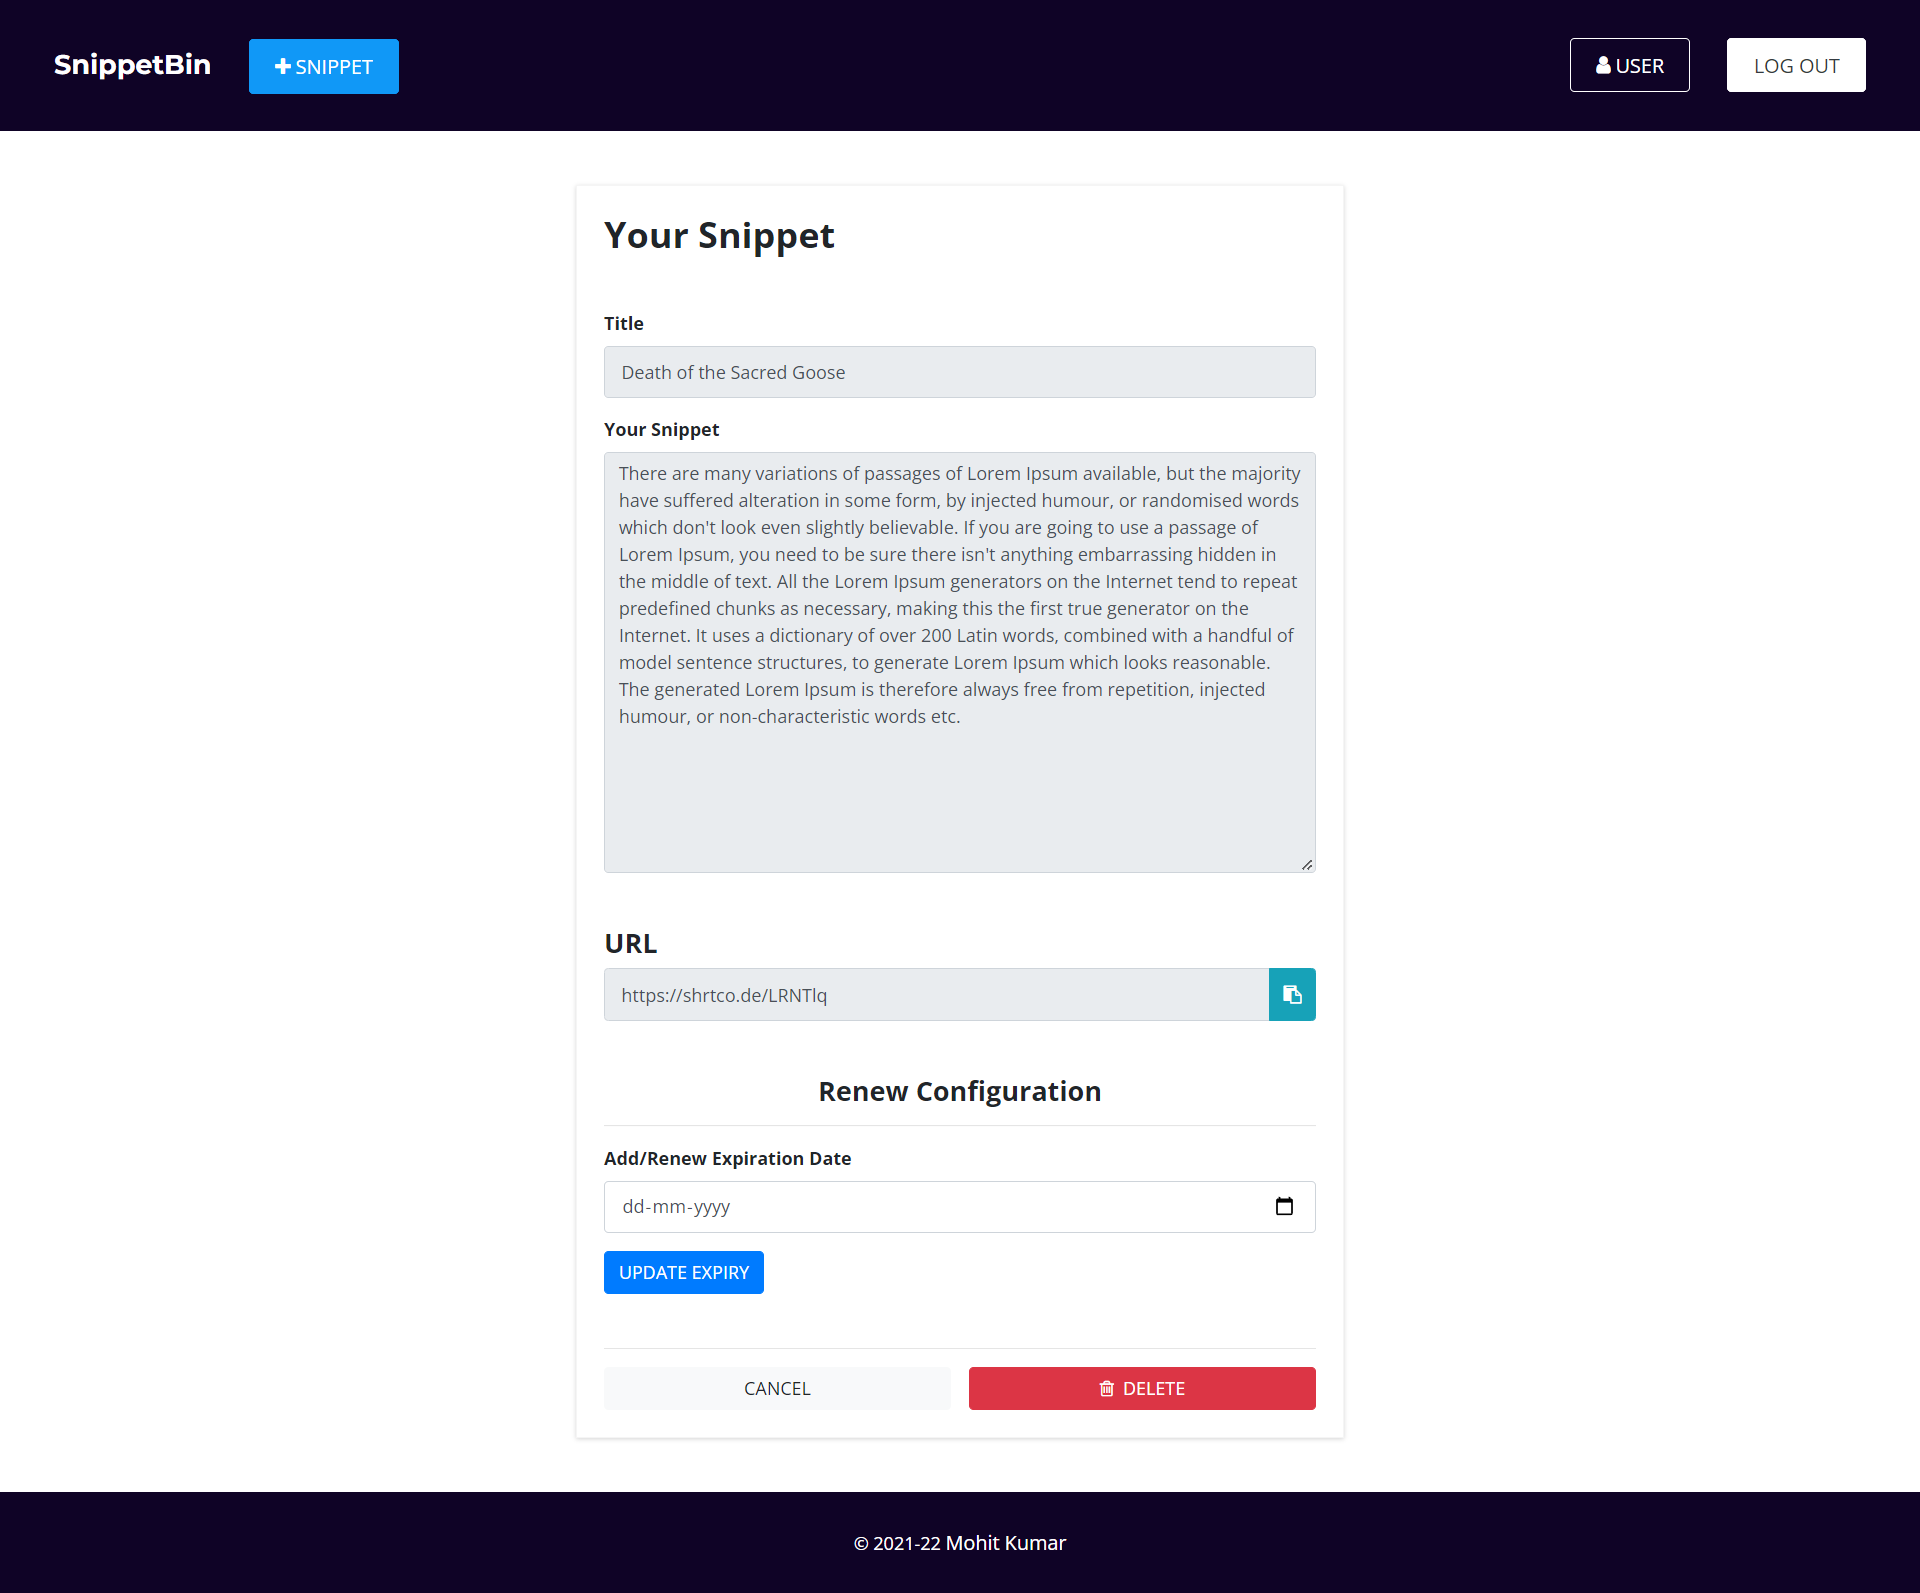 SnippetBin
SNIPPET
USER
LOG OUT
Your Snippet
Title
Death of the Sacred Goose
Your Snippet
There are many variations of passages of Lorem Ipsum available, but the majority
have suffered alteration in some form, by injected humour, or randomised words
which don't look even slightly believable. If you are going to use a passage of
Lorem Ipsum, you need to be sure there isn't anything embarrassing hidden in
the middle of text. All the Lorem Ipsum generators on the Internet tend to repeat
predefined chunks as necessary, making this the first true generator on the
Internet. It uses a dictionary of over 200 Latin words, combined with a handful of
model sentence structures, to generate Lorem Ipsum which looks reasonable.
The generated Lorem Ipsum is therefore always free from repetition, injected
humour, or non-characteristic words etc.
URL
https://shrtco.de/LRNTlq
Renew Configuration
Add/Renew Expiration Date
dd-mm-yyyy
UPDATE EXPIRY
CANCEL
DELETE
© 2021-22 Mohit Kumar